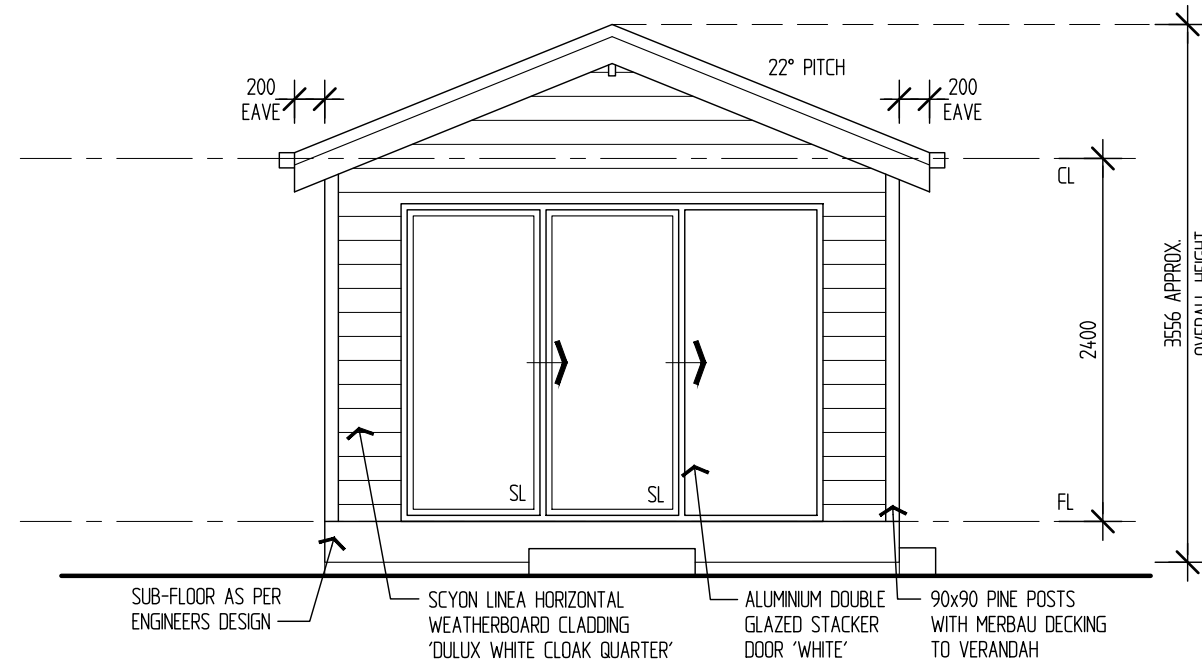 22° PITCH
200
EAVE
200
EAVE
CL
2400
3556 APPROX.
OVERALL HEIGHT
SL
SL
FL
SUB-FLOOR AS PER
ENGINEERS DESIGN
SCYON LINEA HORIZONTAL
WEATHERBOARD CLADDING
'DULUX WHITE CLOAK QUARTER'
ALUMINIUM DOUBLE
GLAZED STACKER
DOOR 'WHITE'
90x90 PINE POSTS
WITH MERBAU DECKING
TO VERANDAH